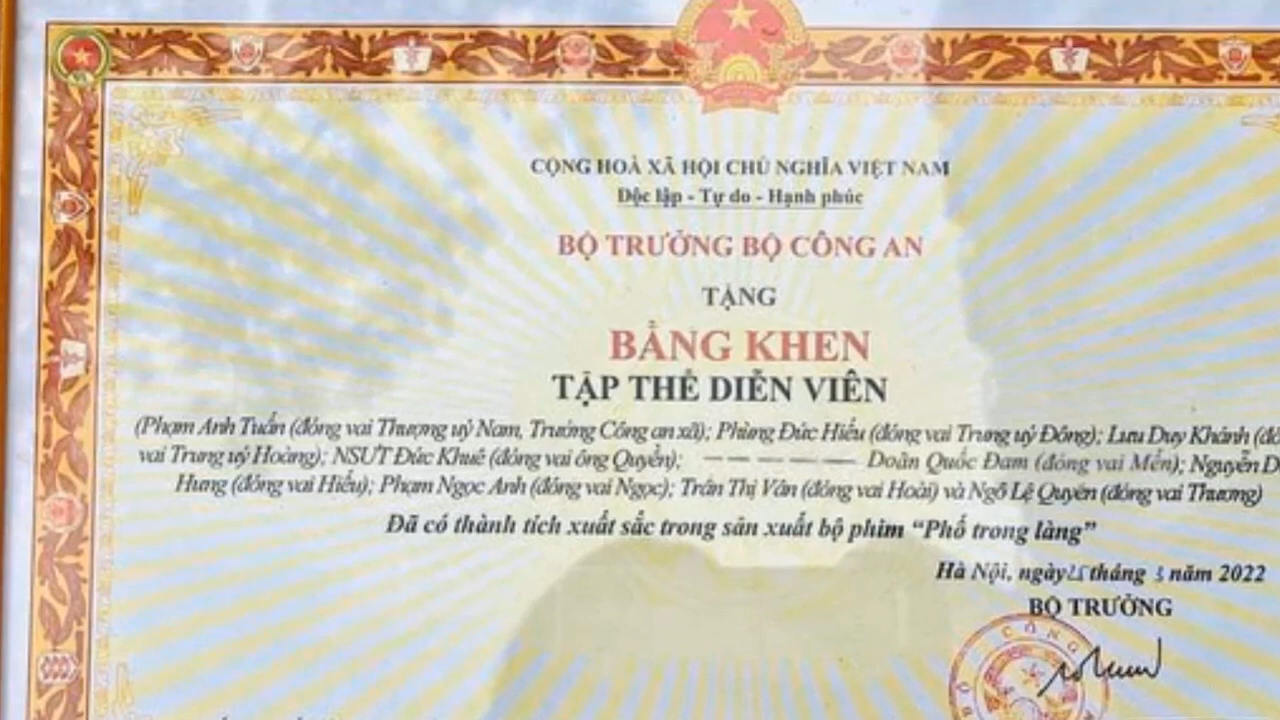 CỘNG HOÀ XÃ HỘI CHỦ NGHĨA VIỆT NAM
Độc lập - Tự do - Hạnh phúc
BỘ TRƯỞNG BỘ CÔNG AN
TẶNG
BẰNG KHEN
TẬP THỂ DIỄN VIÊN
(Phạm Anh Tuấn (đóng vai Thượng uý Nam, Trưởng Công an xã); Phùng Đức Hiếu (đóng vai Trung uý Đông); Lưu Duy Khánh
vai Trung uý Hoàng); NSƯT Đức Khuê (đóng vai ông Quyền); Doãn Quốc Đam (đóng vai Mến); Nguyễn
Hưng (đóng vai Hiếu); Phạm Ngọc Anh (đóng vai Ngọc); Trần Thị Vân (đóng vai Hoài) và Ngô Lệ Quyên (đóng vai Thương)
Đã có thành tích xuất sắc trong sản xuất bộ phim “Phố trong làng”
Hà Nội, ngày tháng 3 năm 2022
BỘ TRƯỞNG
BỘ CÔNG